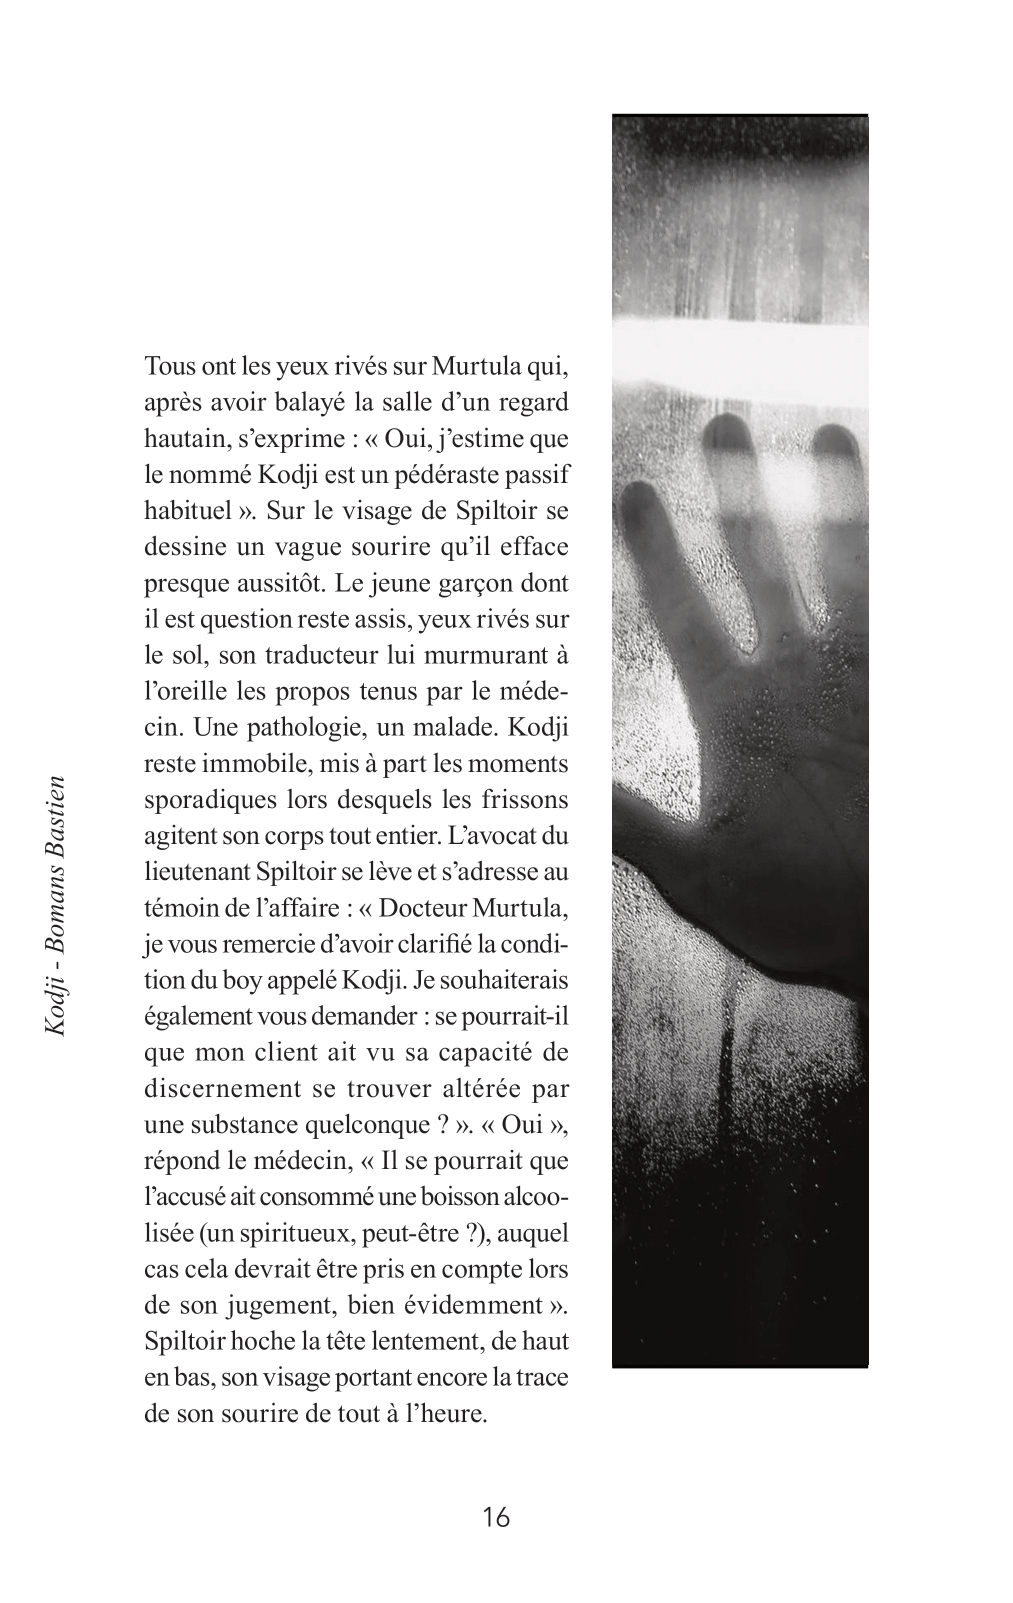 Tous ont les yeux rivés sur Murtula qui,
après avoir balayé la salle d’un regard
hautain, s’exprime : « Oui, j’estime que
le nommé Kodji est un pédéraste passif
habituel ». Sur le visage de Spiltoir se
dessine un vague sourire qu’il efface
presque aussitôt. Le jeune garçon dont
il est question reste assis, yeux rivés sur
le sol, son traducteur lui murmurant à
l’oreille les propos tenus par le méde-
cin. Une pathologie, un malade. Kodji
reste immobile, mis à part les moments
sporadiques lors desquels les frissons
agitent son corps tout entier. L’avocat du
lieutenant Spiltoir se lève et s’adresse au
témoin de l’affaire : « Docteur Murtula,
je vous remercie d’avoir clarifié la condi-
tion du boy appelé Kodji. Je souhaiterais
également vous demander : se pourrait-il
que mon client ait vu sa capacité de
discernement se trouver altérée par
une substance quelconque ? ». « Oui »,
répond le médecin, « Il se pourrait que
l’accusé ait consommé une boisson alcoo-
lisée (un spiritueux, peut-être ?), auquel
cas cela devrait être pris en compte lors
de son jugement, bien évidemment ».
Spiltoir hoche la tête lentement, de haut
en bas, son visage portant encore la trace
de son sourire de tout à l’heure.
Kodji - Bomans Bastien
16